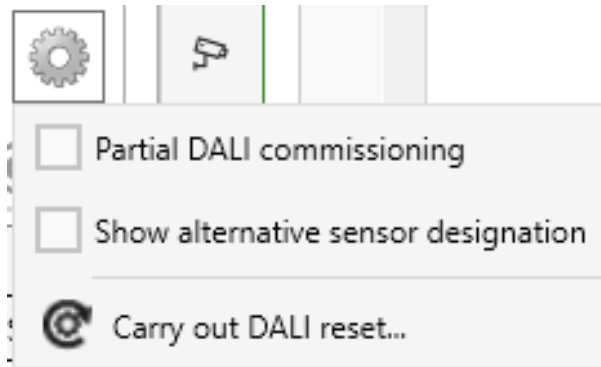 Partial DALI commissioning
Show alternative sensor designation
Carry out DALI reset...